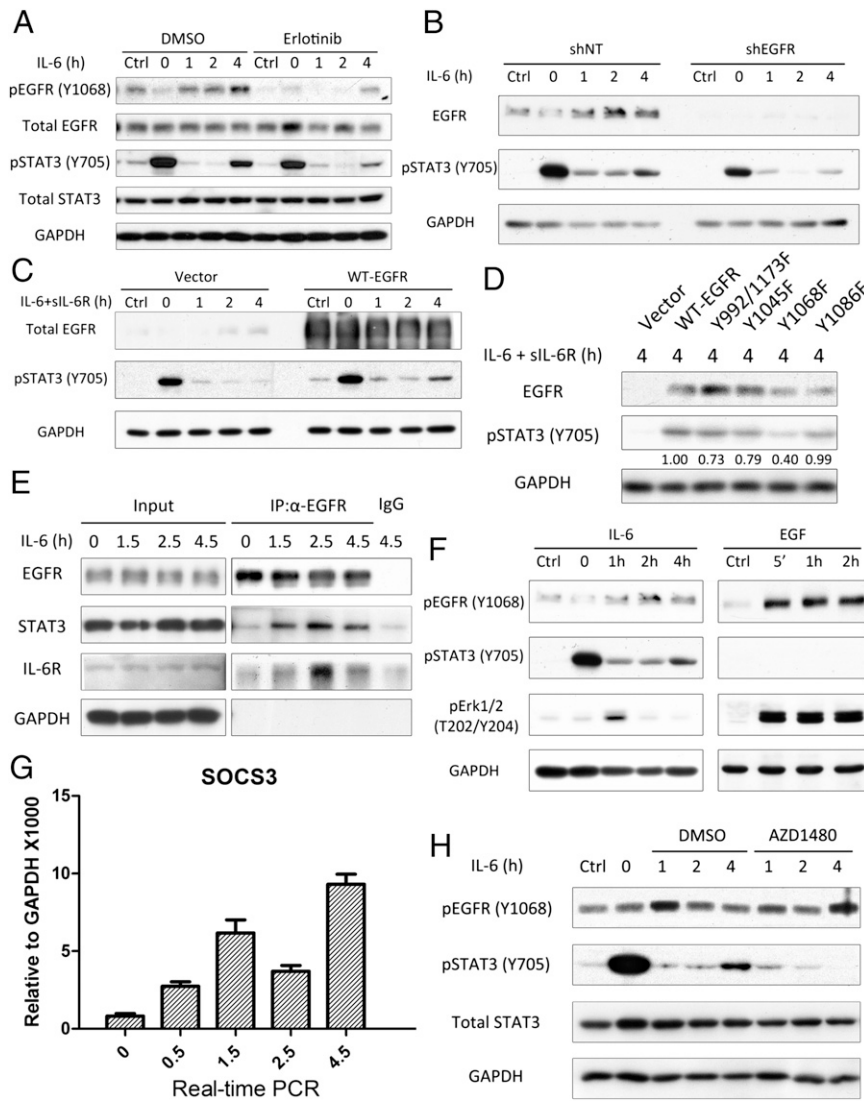 A
DMSO Erlotinib
IL-6 (h) Ctrl 0 1 2 4 Ctrl 0 1 2 4
pEGFR (Y1068)
Total EGFR
pSTAT3 (Y705)
Total STAT3
GAPDH
B
shNT shEGFR
IL-6 (h)
Ctrl 0 1 2 4 Ctrl 0 1 2 4
EGFR
pSTAT3 (Y705)
GAPDH
C
Vector WT-EGFR
IL-6+sIL-6R (h) Ctrl 0 1 2 4 Ctrl 0 1 2 4
Total EGFR
pSTAT3 (Y705)
GAPDH
D
Vector WT-EGFR Y992/1173F Y1045F Y1068F Y1086F
IL-6 + sIL-6R (h) 4 4 4 4 4 4
EGFR
pSTAT3 (Y705)
1.00 0.73 0.79 0.40 0.99
GAPDH
E
Input IP:α-EGFR IgG
IL-6 (h) 0 1.5 2.5 4.5 0 1.5 2.5 4.5 4.5
EGFR
STAT3
IL-6R
GAPDH
F
IL-6 EGF
Ctrl 0 1h 2h 4h Ctrl 5' 1h 2h
pEGFR (Y1068)
pSTAT3 (Y705)
pErk1/2
(T202/Y204)
GAPDH
G
SOCS3
Relative to GAPDH X1000
15
10
5
0
0 0.5 1.5 2.5 4.5
Real-time PCR
H
DMSO AZD1480
IL-6 (h) Ctrl 0 1 2 4 1 2 4
pEGFR (Y1068)
pSTAT3 (Y705)
Total STAT3
GAPDH